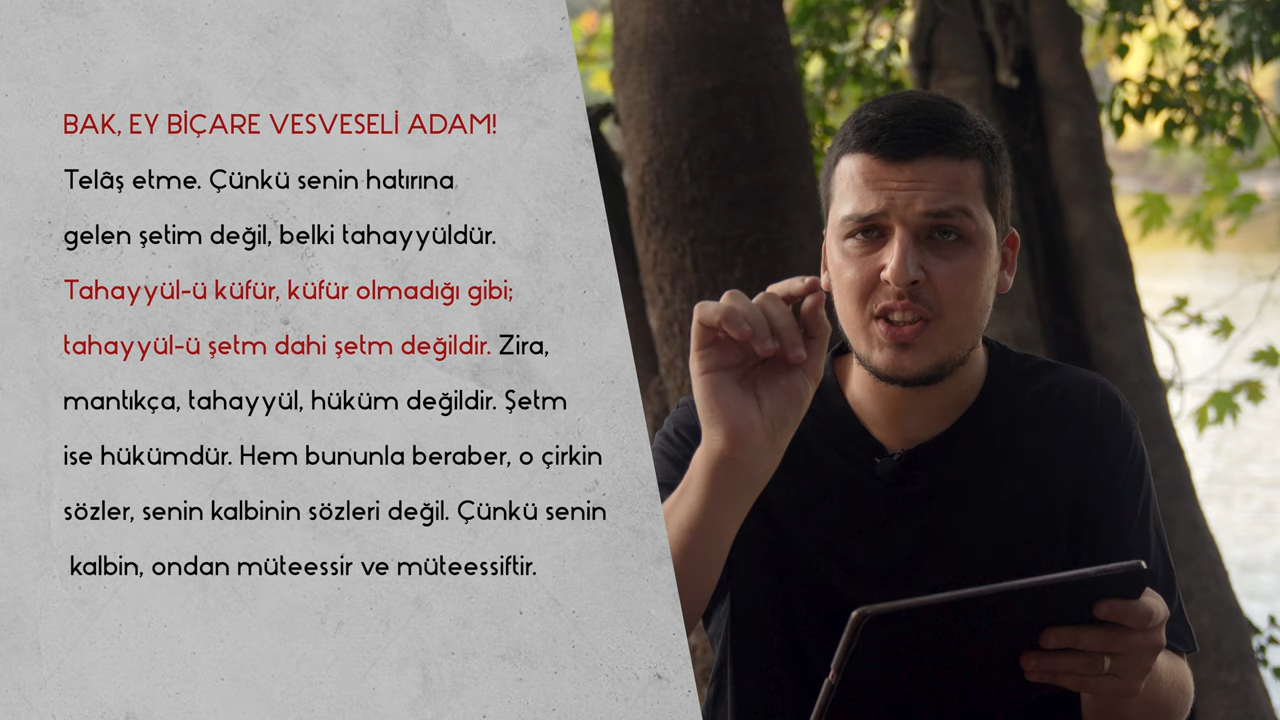 BAK, EY BİÇARE VESVESELİ ADAM!
Telâş etme. Çünkü senin hatırına
gelen şetim değil, belki tahayyüldür.
Tahayyül-ü küfür, küfür olmadığı gibi;
tahayyül-ü şetm dahi şetm değildir. Zira,
mantıkça, tahayyül, hüküm değildir. Şetm
ise hükümdür. Hem bununla beraber, o çirkin
sözler, senin kalbinin sözleri değil. Çünkü senin
kalbin, ondan müteessir ve müteessiftir.